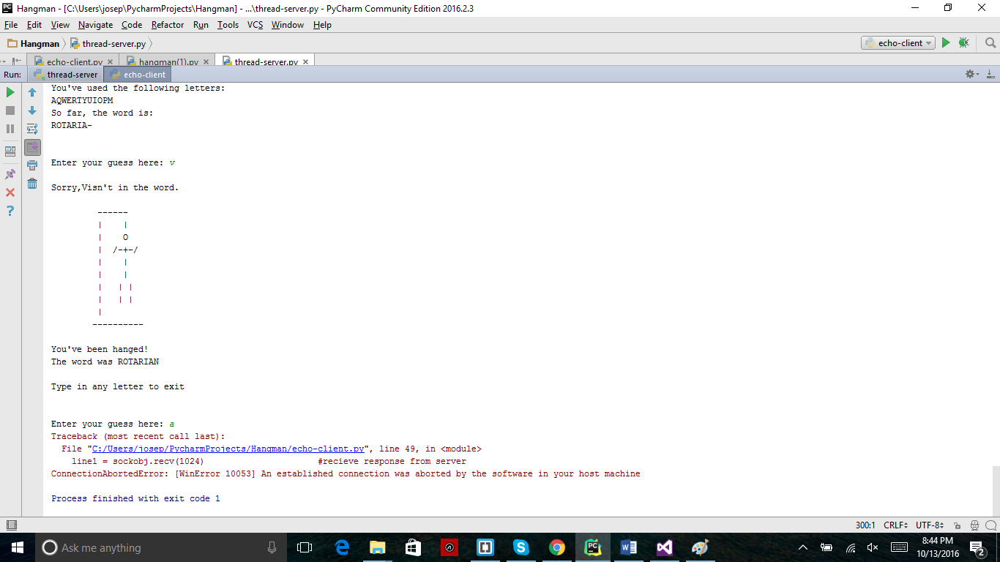 Hangman - [C:\Users\josep\PycharmProjects\Hangman] - ...\thread-server.py - PyCharm Community Edition 2016.2.3
File Edit View Navigate Code Refactor Run Tools VCS Window Help
Hangman thread-server.py echo-client
echo-client.py hangman(1).py thread-server.py
Run: thread-server echo-client
You've used the following letters:
AQWERTYUIOPM
So far, the word is:
ROTARIA-
Enter your guess here: v
Sorry,Visn't in the word.
------
|    |
|    O
|  /-+-/
|    |
|    |
|   | |
|   | |
|
----------
You've been hanged!
The word was ROTARIAN
Type in any letter to exit
Enter your guess here: a
Traceback (most recent call last):
File "C:/Users/josep/PycharmProjects/Hangman/echo-client.py", line 49, in <module>
line1 = sockobj.recv(1024) #recieve response from server
ConnectionAbortedError: [WinError 10053] An established connection was aborted by the software in your host machine
Process finished with exit code 1
300:1 CRLF UTF-8
Ask me anything
8:44 PM
10/13/2016
2